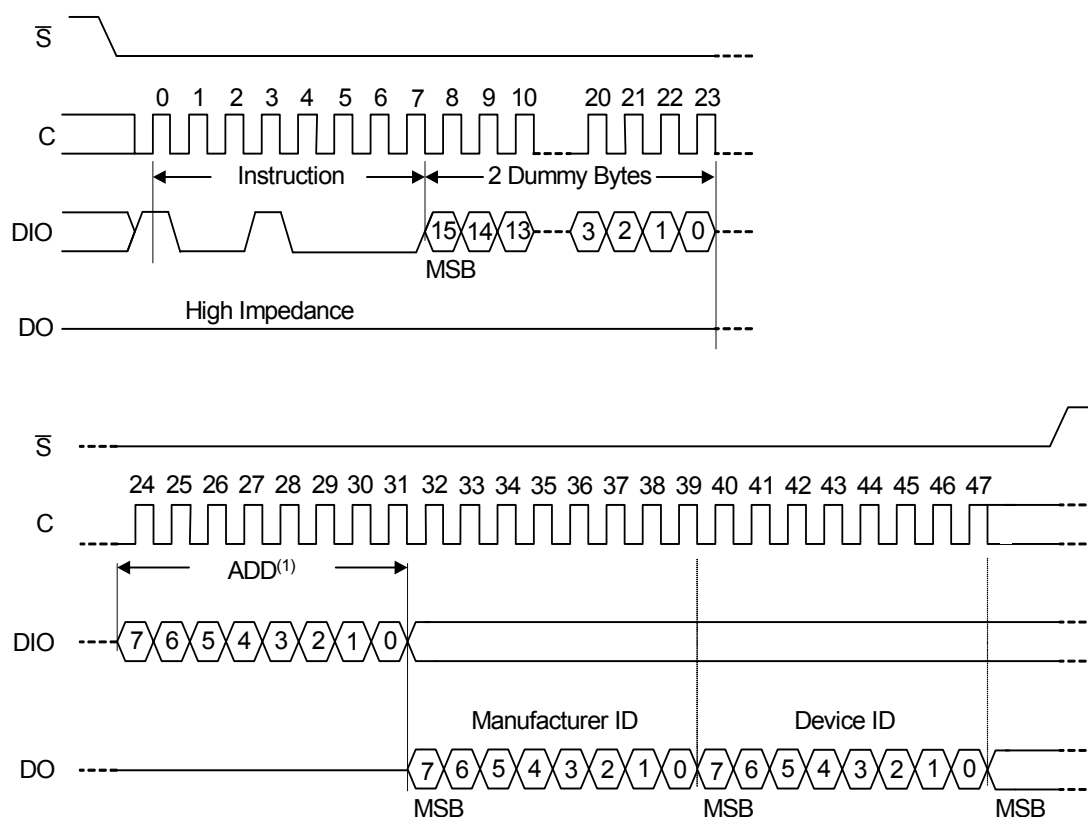 S
0 1 2 3 4 5 6 7 8 9 10 20 21 22 23
C
Instruction 2 Dummy Bytes
DIO 15 14 13 3 2 1 0
MSB
High Impedance
DO
S
24 25 26 27 28 29 30 31 32 33 34 35 36 37 38 39 40 41 42 43 44 45 46 47
C
ADD(1)
DIO 7 6 5 4 3 2 1 0
Manufacturer ID Device ID
DO 7 6 5 4 3 2 1 0 7 6 5 4 3 2 1 0
MSB MSB MSB